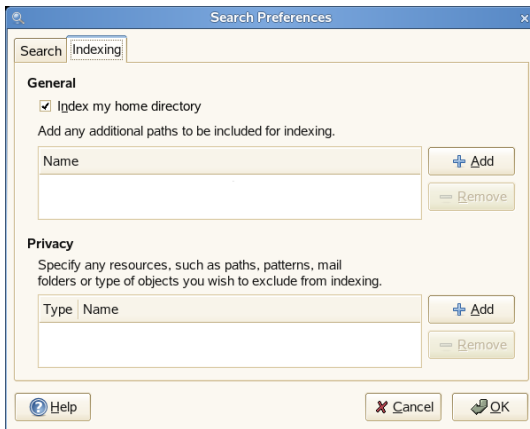 Search Preferences
Search
Indexing
General
Index my home directory
Add any additional paths to be included for indexing.
Name
Add
Remove
Privacy
Specify any resources, such as paths, patterns, mail
folders or type of objects you wish to exclude from indexing.
Type Name
Add
Remove
Help
Cancel
OK